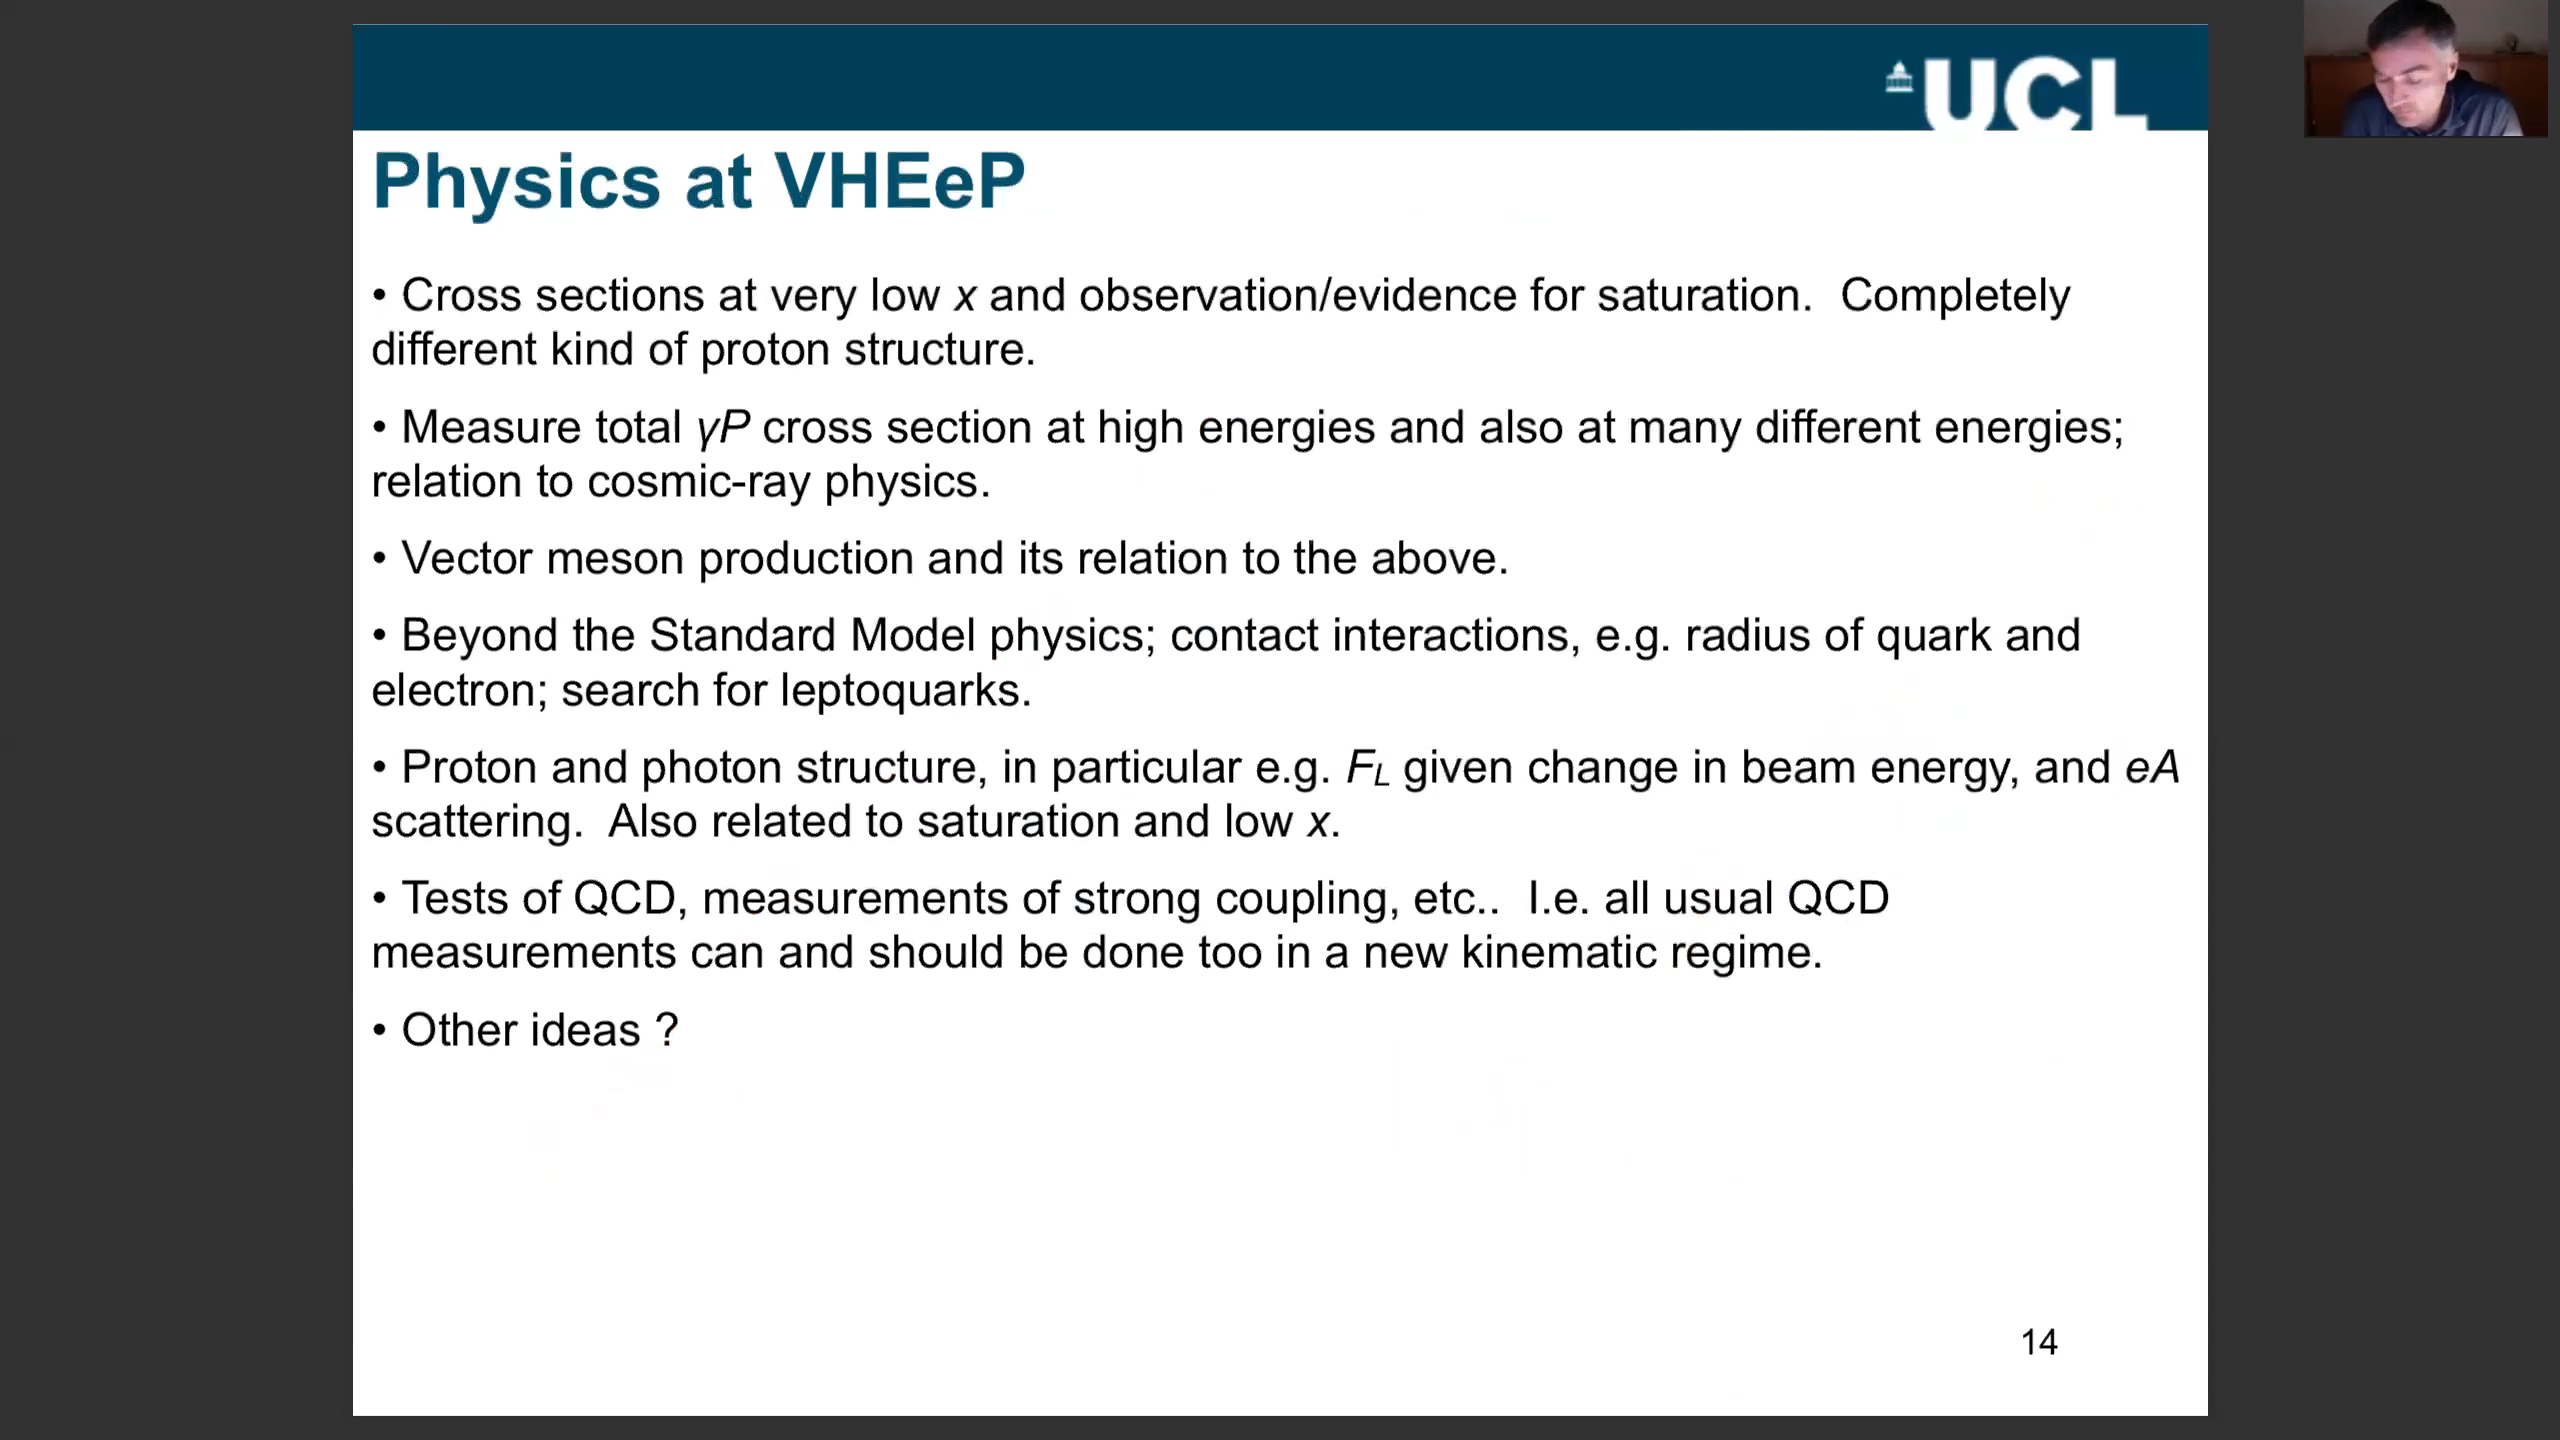 UCL
Physics at VHEeP
• Cross sections at very low x and observation/evidence for saturation.  Completely
different kind of proton structure.
• Measure total γP cross section at high energies and also at many different energies;
relation to cosmic-ray physics.
• Vector meson production and its relation to the above.
• Beyond the Standard Model physics; contact interactions, e.g. radius of quark and
electron; search for leptoquarks.
• Proton and photon structure, in particular e.g. FL given change in beam energy, and eA
scattering.  Also related to saturation and low x.
• Tests of QCD, measurements of strong coupling, etc..  I.e. all usual QCD
measurements can and should be done too in a new kinematic regime.
• Other ideas ?
14